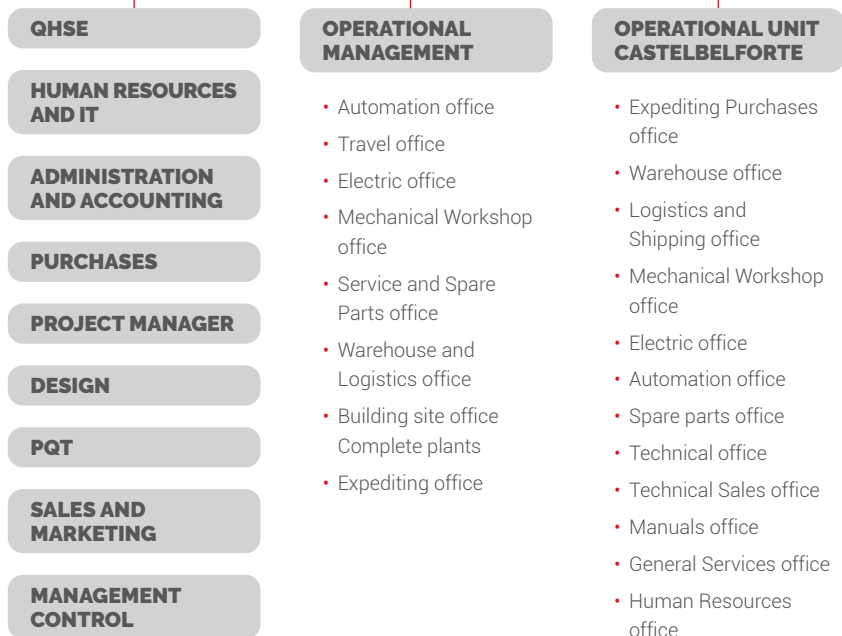 QHSE
HUMAN RESOURCES
AND IT
ADMINISTRATION
AND ACCOUNTING
PURCHASES
PROJECT MANAGER
DESIGN
PQT
SALES AND
MARKETING
MANAGEMENT
CONTROL
OPERATIONAL
MANAGEMENT
• Automation office
• Travel office
• Electric office
• Mechanical Workshop
office
• Service and Spare
Parts office
• Warehouse and
Logistics office
• Building site office
Complete plants
• Expediting office
OPERATIONAL UNIT
CASTELBELFORTE
• Expediting Purchases
office
• Warehouse office
• Logistics and
Shipping office
• Mechanical Workshop
office
• Electric office
• Automation office
• Spare parts office
• Technical office
• Technical Sales office
• Manuals office
• General Services office
• Human Resources
office